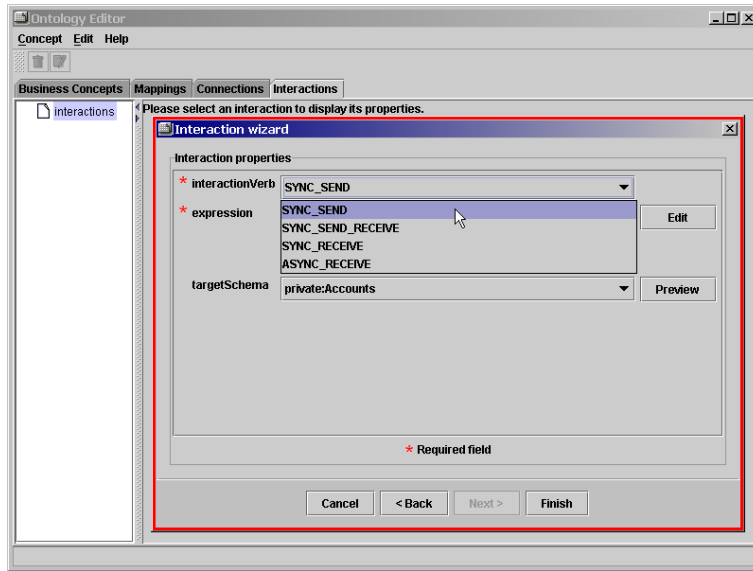 Ontology Editor
Concept Edit Help
Business Concepts Mappings Connections Interactions
interactions
Please select an interaction to display its properties.
Interaction wizard
Interaction properties
* interactionVerb SYNC_SEND
* expression
SYNC_SEND
SYNC_SEND_RECEIVE
SYNC_RECEIVE
ASYNC_RECEIVE
Edit
targetSchema private:Accounts Preview
* Required field
Cancel < Back Next > Finish